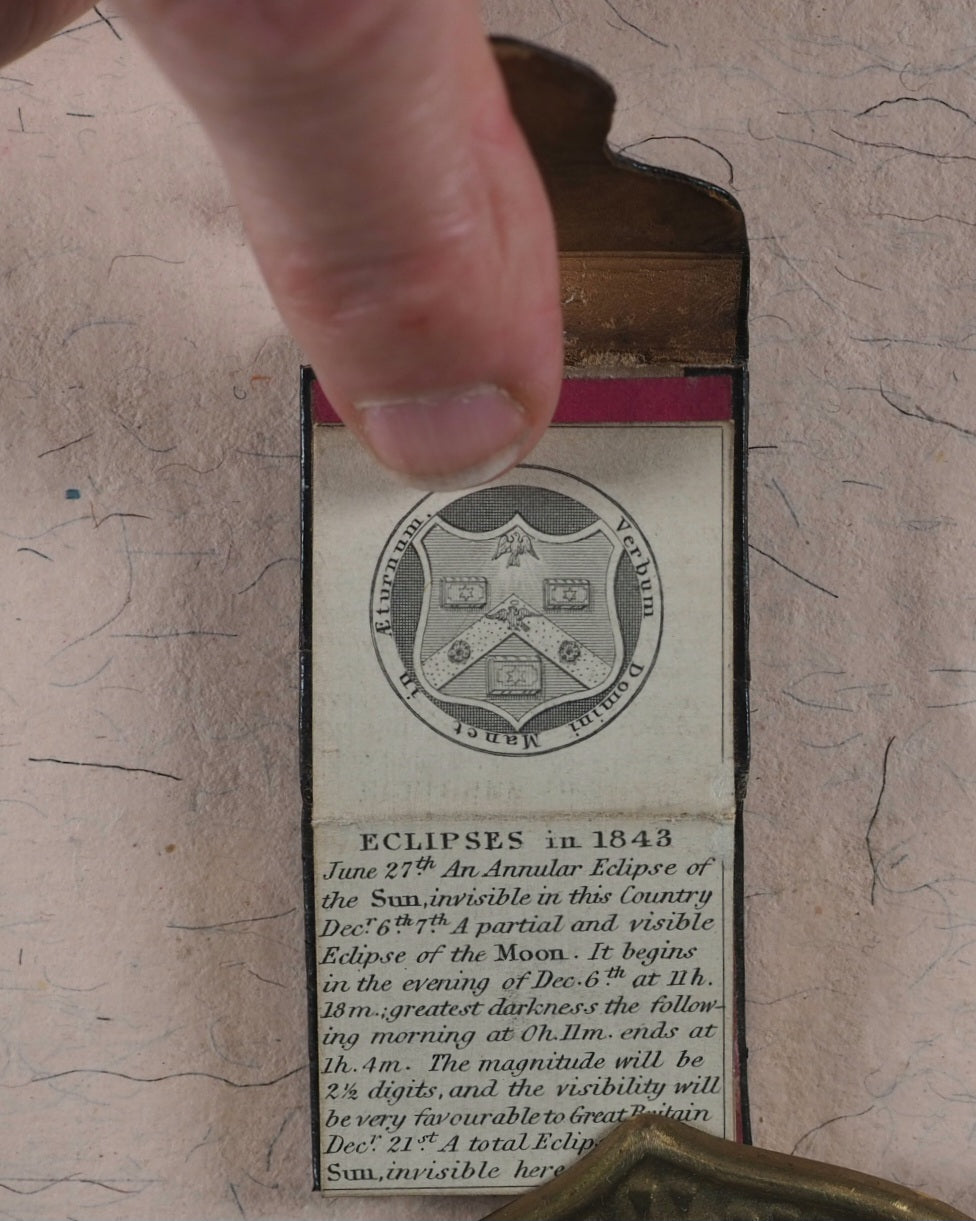 Verbum Domini Manet in Æturnum.
ECLIPSES in 1843
June 27th An Annular Eclipse of
the Sun, invisible in this Country
Decr. 6th 7th A partial and visible
Eclipse of the Moon. It begins
in the evening of Dec. 6th at 11h.
18m.; greatest darkness the follow-
ing morning at 0h. 11m. ends at
1h. 4m. The magnitude will be
2½ digits, and the visibility will
be very favourable to Great Britain
Decr. 21st A total
Sun, invisible here